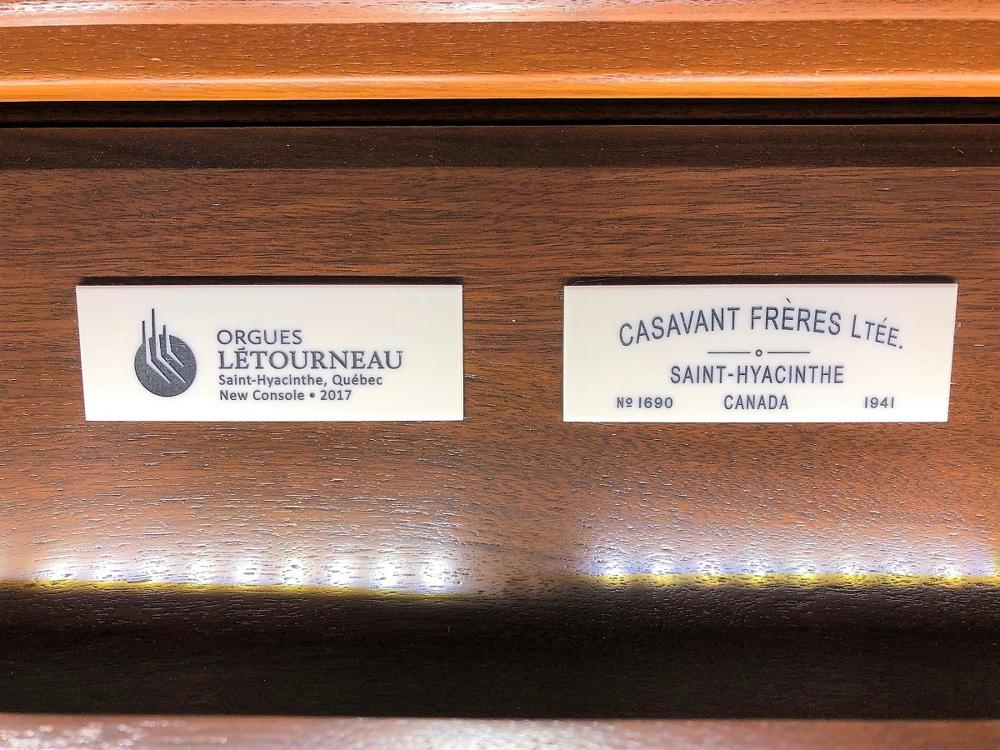 ORGUES
LÉTOURNEAU
Saint-Hyacinthe, Québec
New Console • 2017
CASAVANT FRÈRES LTÉE.
SAINT-HYACINTHE
Nº 1690 CANADA 1941